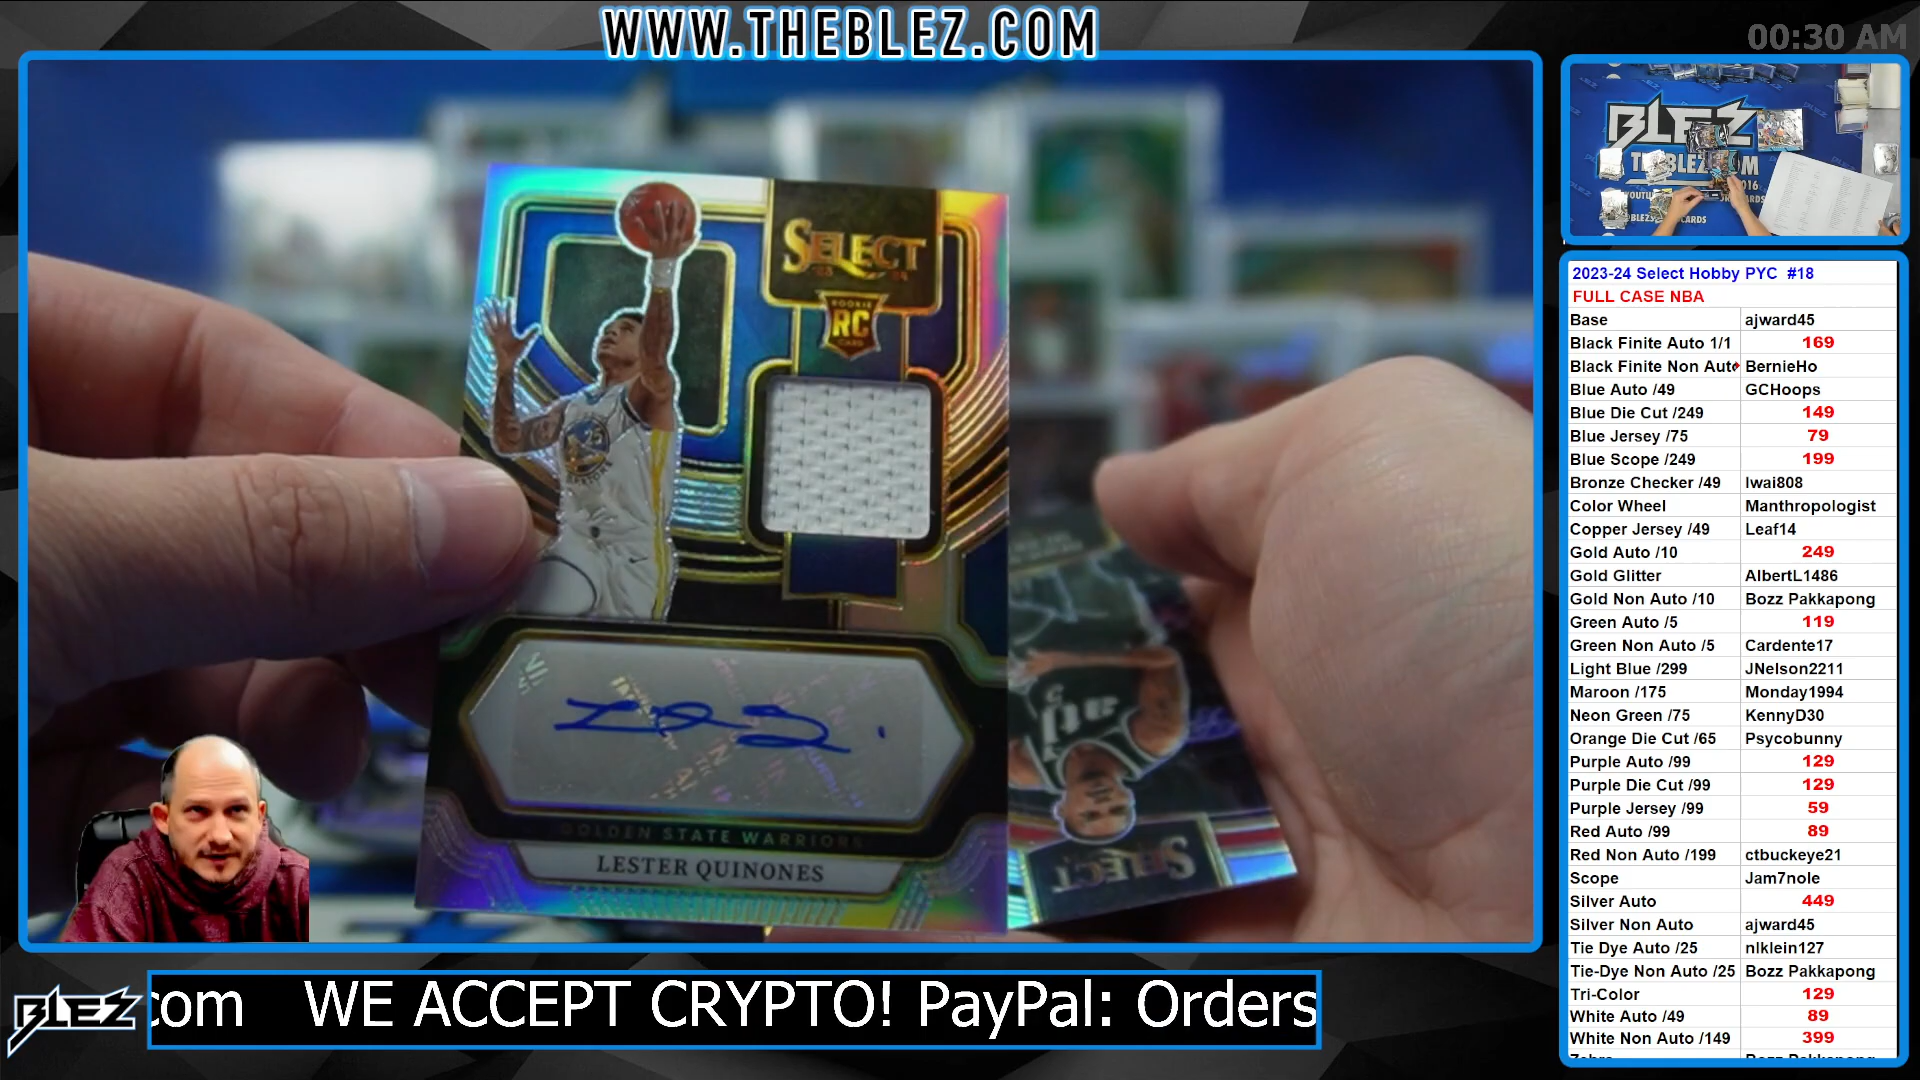 WWW.THEBLEZ.COM
00:30 AM
SELECT
ROOKIE
RC
CARD
GOLDEN STATE WARRIORS
LESTER QUINONES
SELECT
BLEZ
2023-24 Select Hobby PYC #18
FULL CASE NBA
Base ajward45
Black Finite Auto 1/1 169
Black Finite Non Aut BernieHo
Blue Auto /49 GCHoops
Blue Die Cut /249 149
Blue Jersey /75 79
Blue Scope /249 199
Bronze Checker /49 Iwai808
Color Wheel Manthropologist
Copper Jersey /49 Leaf14
Gold Auto /10 249
Gold Glitter AlbertL1486
Gold Non Auto /10 Bozz Pakkapong
Green Auto /5 119
Green Non Auto /5 Cardente17
Light Blue /299 JNelson2211
Maroon /175 Monday1994
Neon Green /75 KennyD30
Orange Die Cut /65 Psycobunny
Purple Auto /99 129
Purple Die Cut /99 129
Purple Jersey /99 59
Red Auto /99 89
Red Non Auto /199 ctbuckeye21
Scope Jam7nole
Silver Auto 449
Silver Non Auto ajward45
Tie Dye Auto /25 nlklein127
Tie-Dye Non Auto /25 Bozz Pakkapong
Tri-Color 129
White Auto /49 89
White Non Auto /149 399
BLEZ
com WE ACCEPT CRYPTO! PayPal: Orders